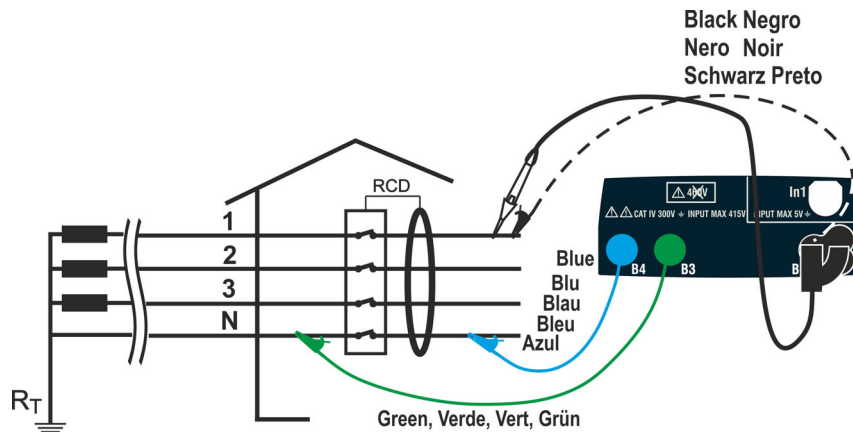 Black Negro
Nero Noir
Schwarz Preto
RCD
1
2
3
N
RT
⚠ 460V
In1
⚠ ⚠ CAT IV 300V ⏚ INPUT MAX 415V
INPUT MAX 5V ⏚
B4
B3
B
Blue
Blu
Blau
Bleu
Azul
Green, Verde, Vert, Grün